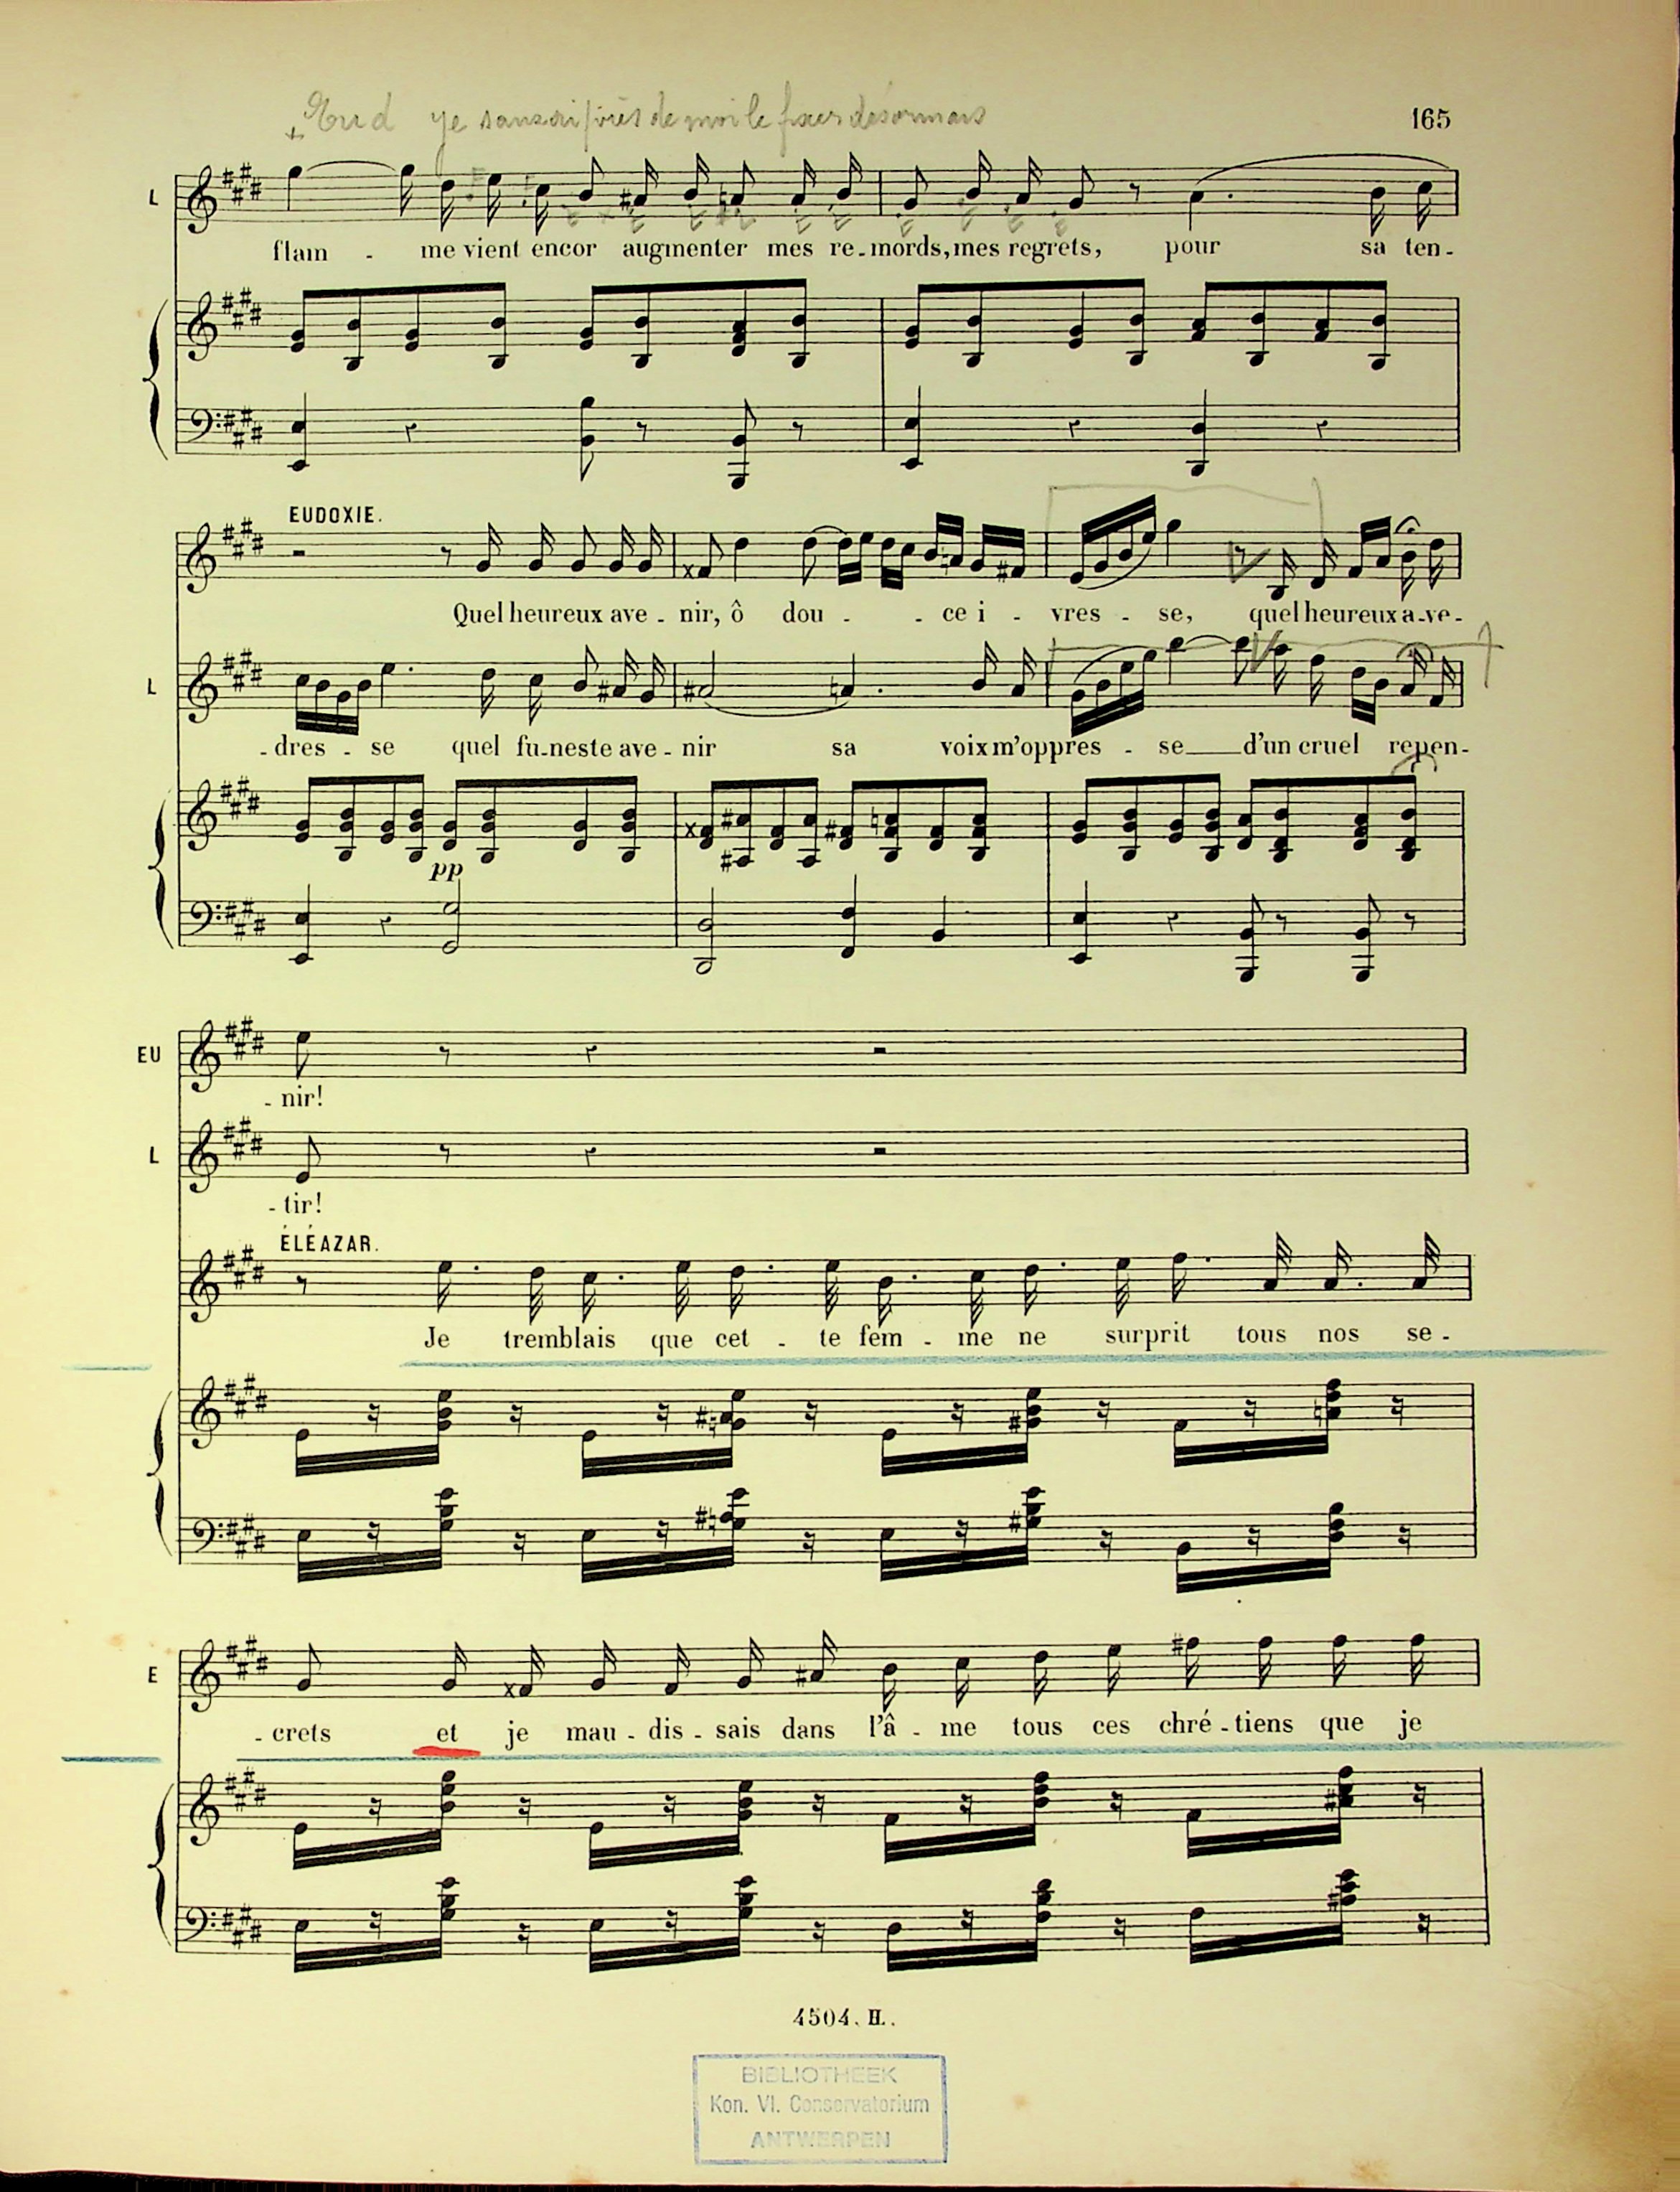 Eud je saurai près de moi le fixer désormais
165
L
flam - me vient encor augmenter mes re-mords, mes regrets, pour sa ten-
EUDOXIE.
Quel heureux ave - nir, ô dou - - ce i - vres - se, quel heureux a-ve-
L
- dres - se quel fu-neste ave - nir sa voix m'oppres - se d'un cruel repen-
pp
EU
- nir!
L
- tir!
ÉLÉAZAR.
Je tremblais que cet - te fem - me ne surprit tous nos se -
E
- crets et je mau - dis - sais dans l'â - me tous ces chré - tiens que je
4504. H.
BIBLIOTHEEK
Kon. Vl. Conservatorium
ANTWERPEN